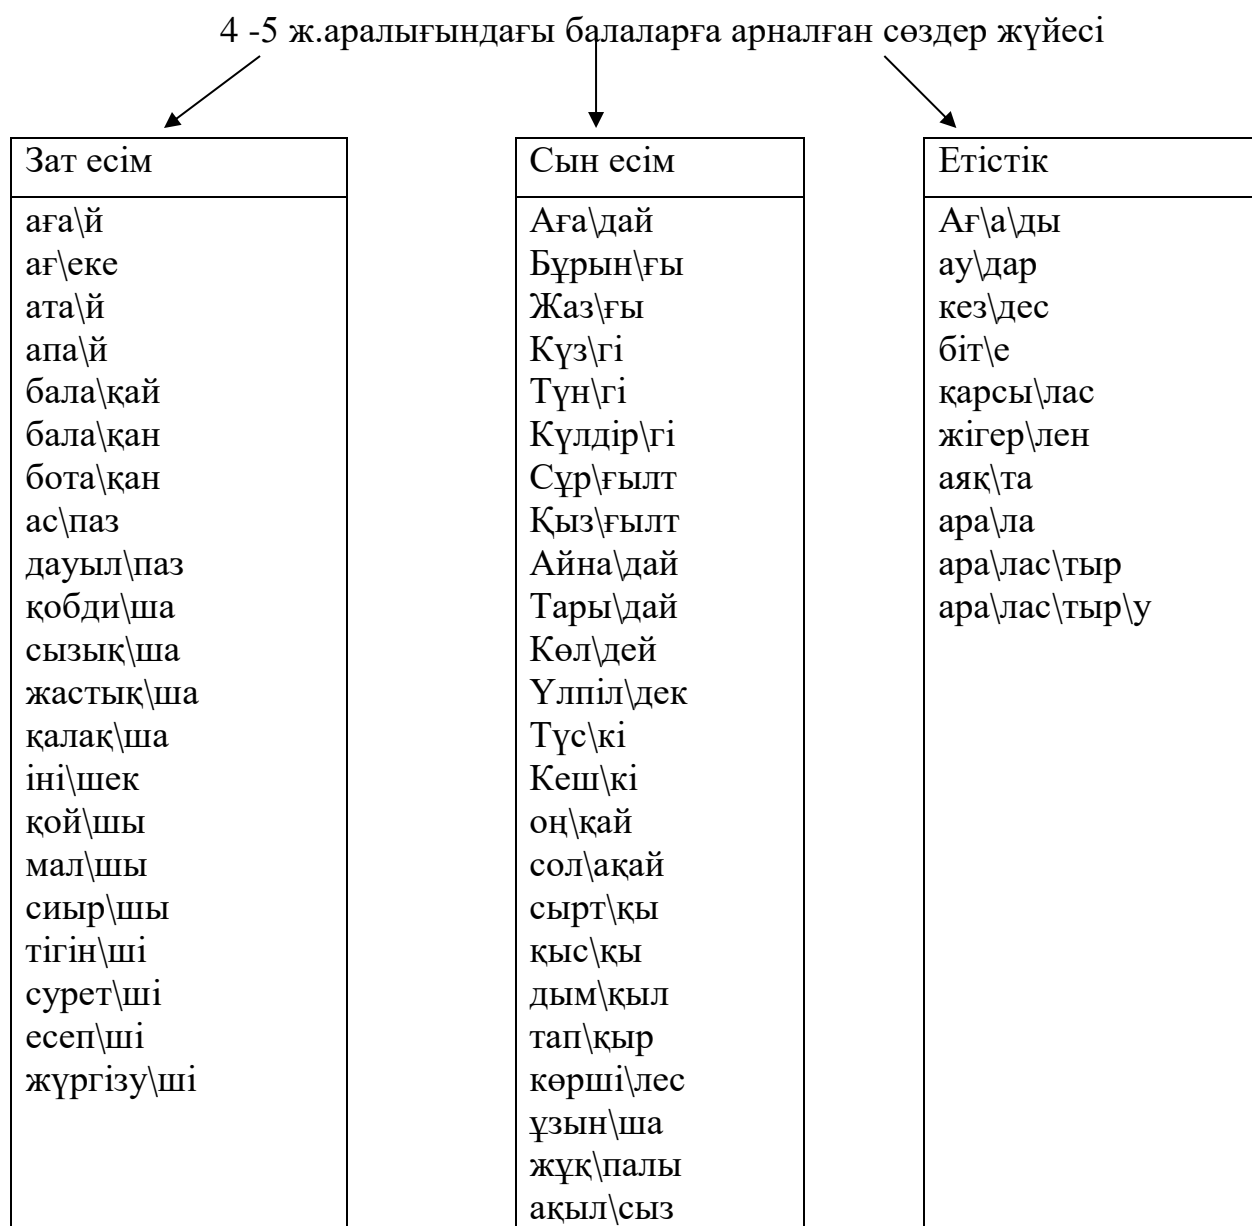 4 -5 ж.аралығындағы балаларға арналған сөздер жүйесі
Зат есім
аға\й
ағ\еке
ата\й
апа\й
бала\қай
бала\қан
бота\қан
ас\паз
дауыл\паз
қобди\ша
сызық\ша
жастық\ша
қалақ\ша
іні\шек
қой\шы
мал\шы
сиыр\шы
тігін\ші
сурет\ші
есеп\ші
жүргізу\ші
Сын есім
Аға\дай
Бұрын\ғы
Жаз\ғы
Күз\гі
Түн\гі
Күлдір\гі
Сұр\ғылт
Қыз\ғылт
Айна\дай
Тары\дай
Көл\дей
Үлпіл\дек
Түс\кі
Кеш\кі
оң\қай
сол\ақай
сырт\қы
қыс\қы
дым\қыл
тап\қыр
көрші\лес
ұзын\ша
жұқ\палы
ақыл\сыз
Етістік
Ағ\а\ды
ау\дар
кез\дес
біт\е
қарсы\лас
жігер\лен
аяқ\та
ара\ла
ара\лас\тыр
ара\лас\тыр\у